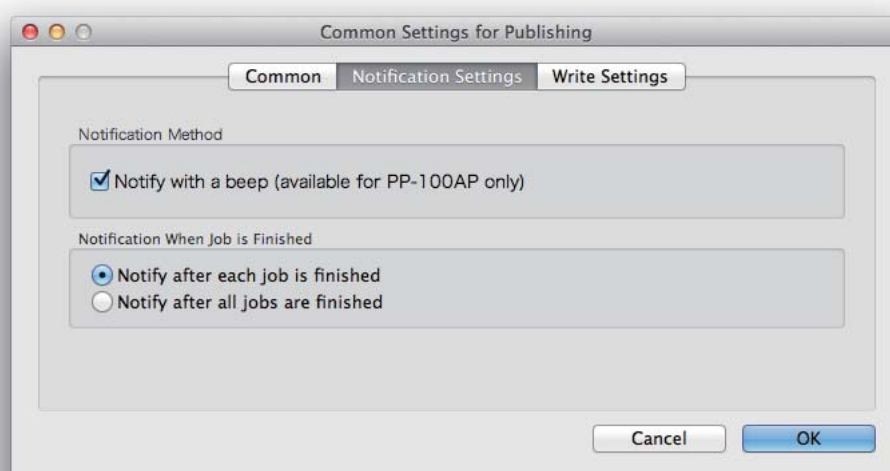 Common Settings for Publishing
Common Notification Settings Write Settings
Notification Method
Notify with a beep (available for PP-100AP only)
Notification When Job is Finished
Notify after each job is finished
Notify after all jobs are finished
Cancel OK